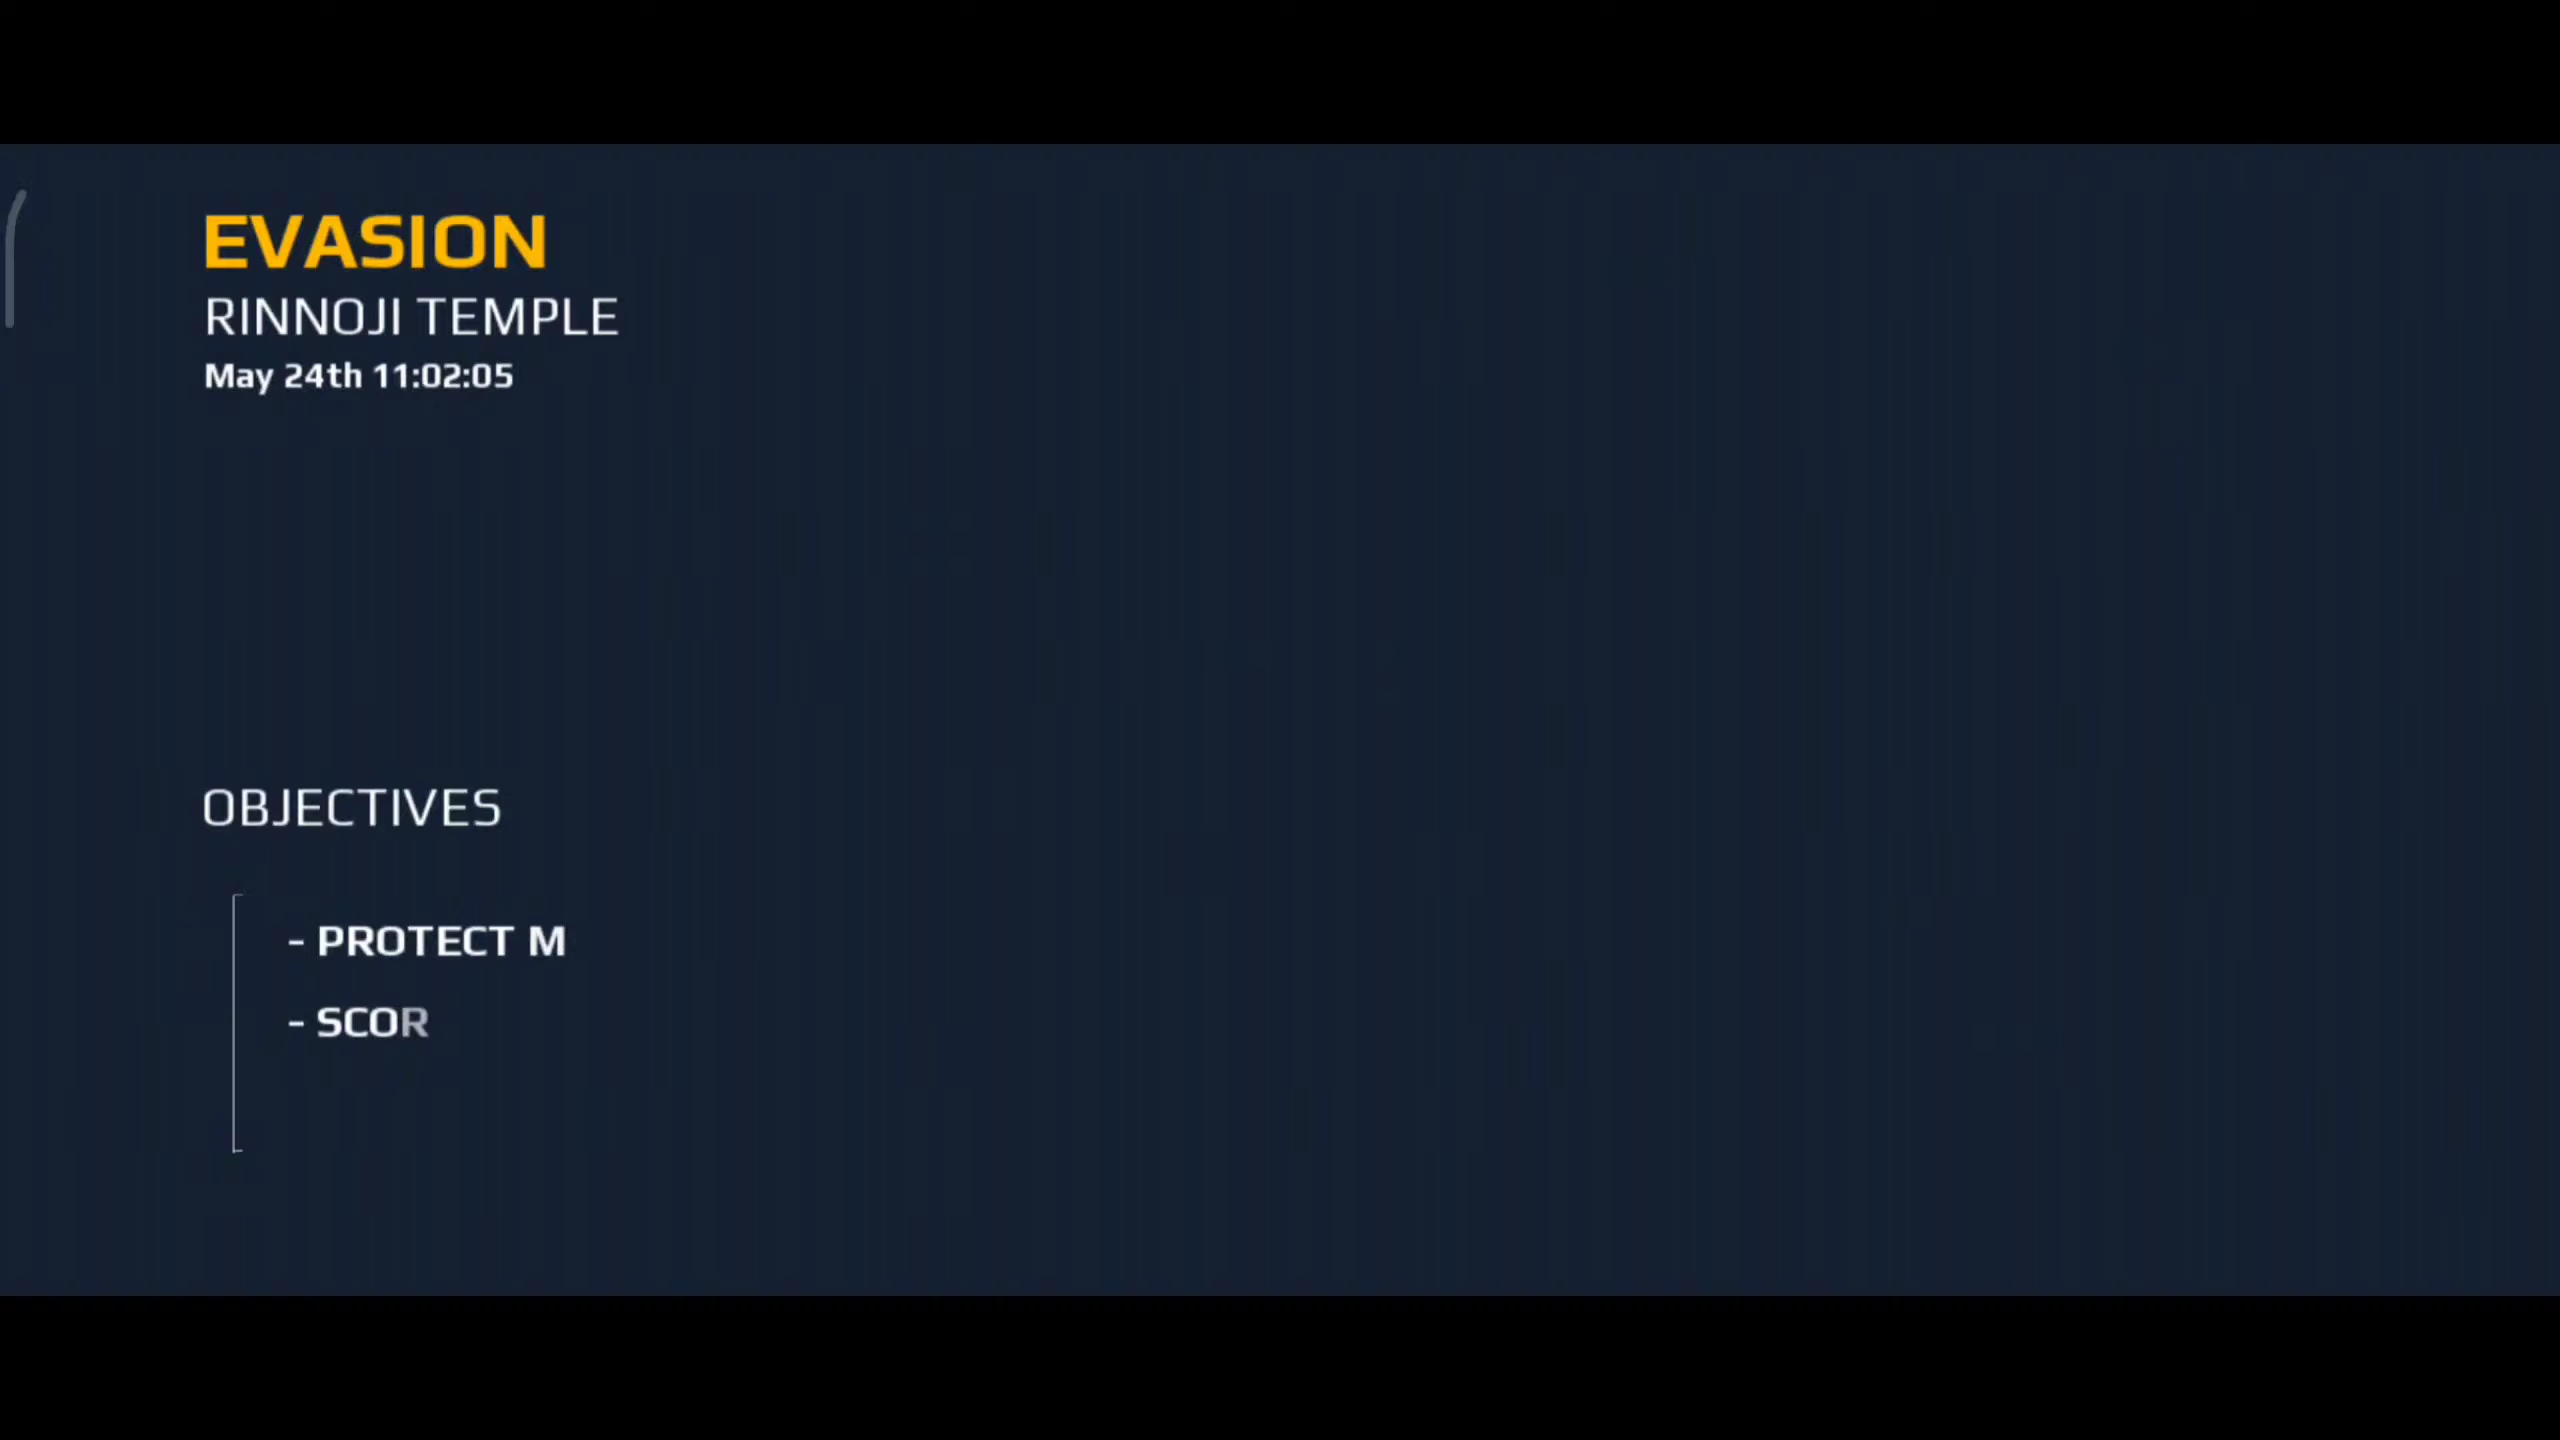 EVASION
RINNOJI TEMPLE
May 24th 11:02:05
OBJECTIVES
- PROTECT M
- SCOR